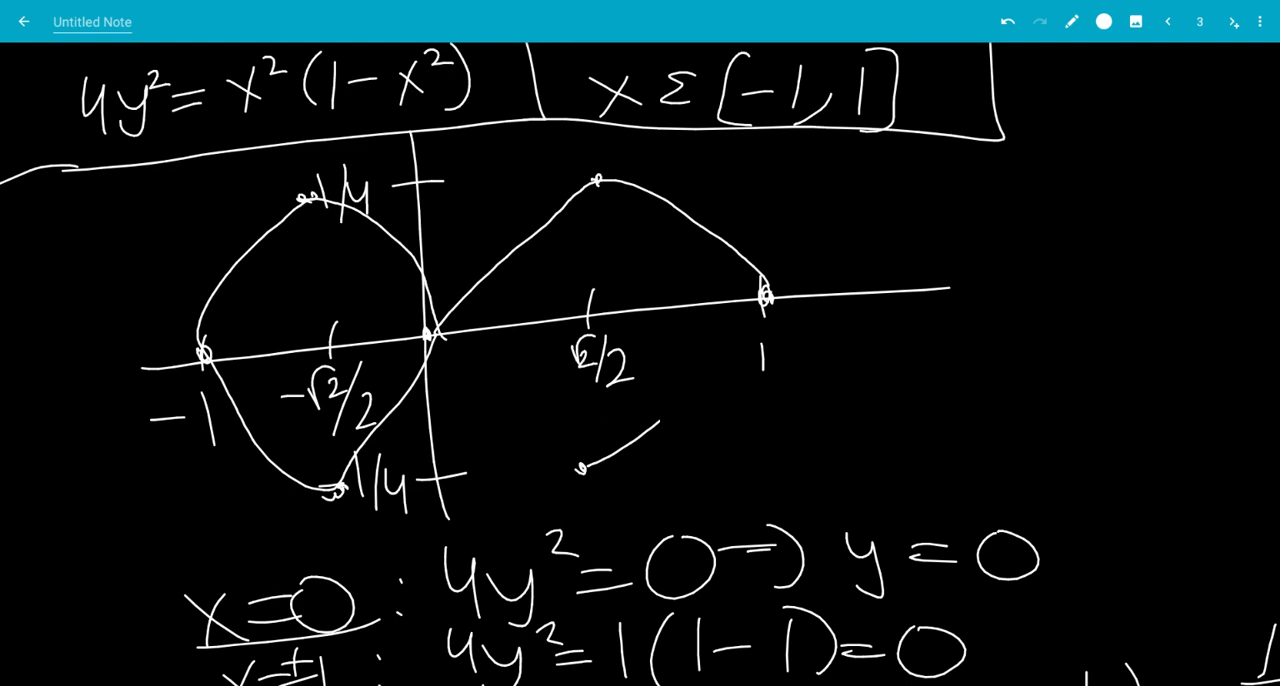 Untitled Note
3
4y² = x²(1-x²) | x ε [-1, 1]
1/4
-1 -√2/2 √2/2 1
-1/4
x=0 : 4y² = 0 => y = 0
x=±1 : 4y² = 1(1-1) = 0